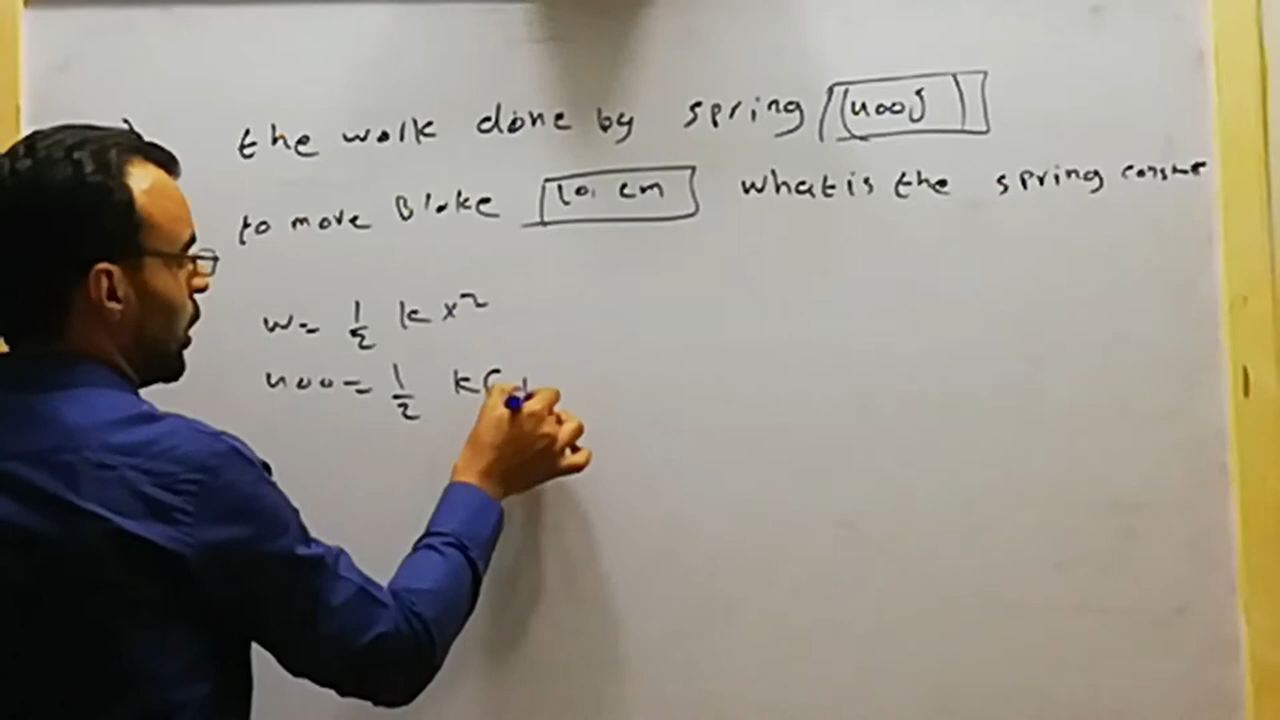 the work done by spring (400J)
to move Bloke 10 cm what is the spring
w= 1/2 k x²
400= 1/2 k(